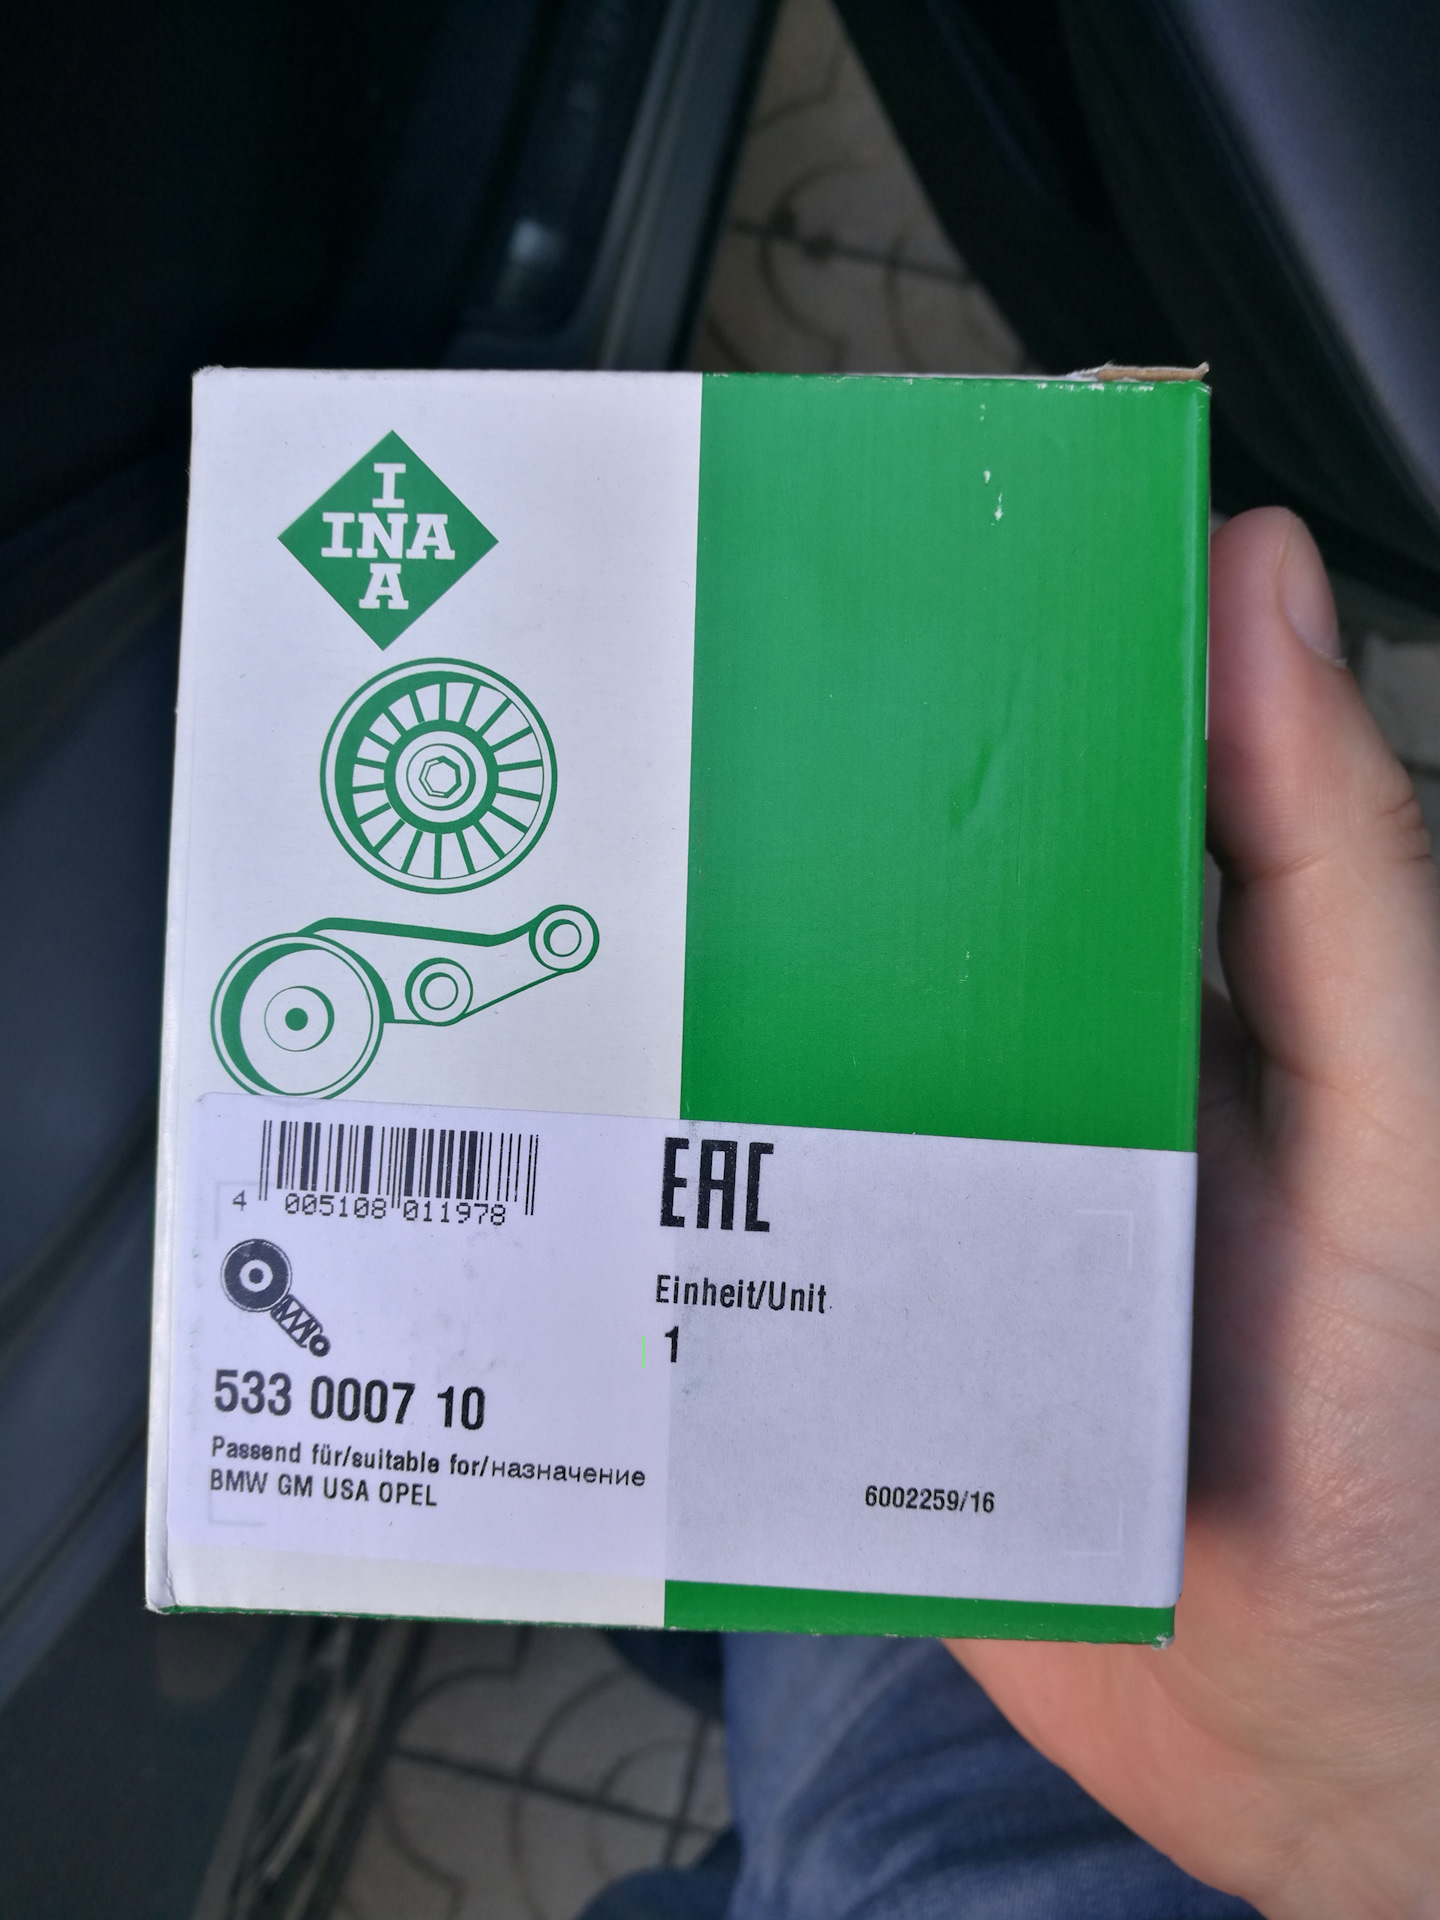 I
INA
A
4 005108 011978
EAC
Einheit/Unit
1
533 0007 10
Passend für/suitable for/назначение
BMW GM USA OPEL
6002259/16